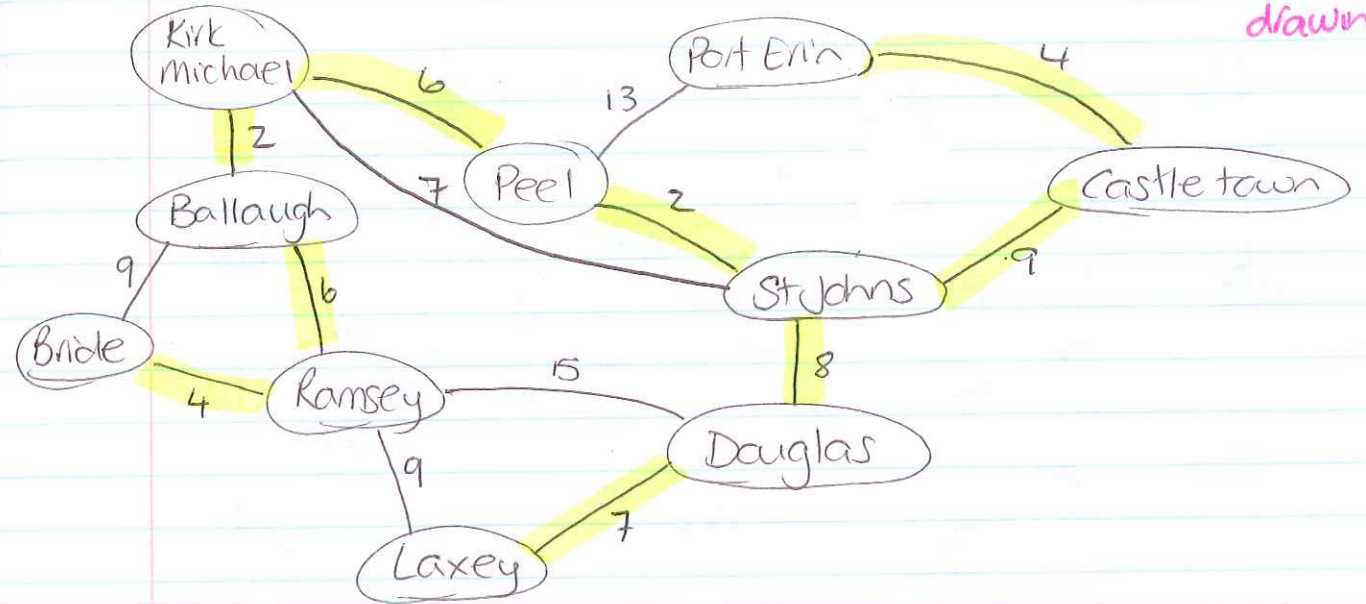 drawin
Kirk
Michael
Port Erin
4
6
13
2
Peel
Castletown
7
2
Ballaugh
9
6
St Johns
9
Bride
4
Ramsey
15
8
Douglas
9
7
Laxey